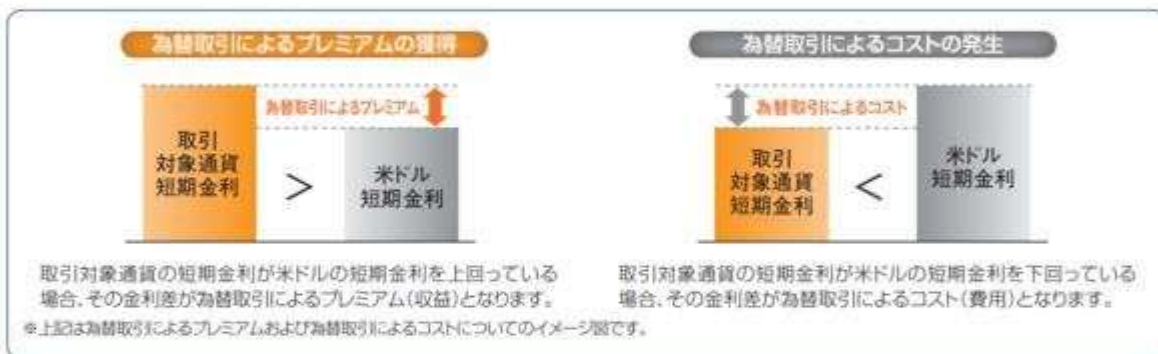 為替取引によるプレミアムの獲得
為替取引によるプレミアム
取引
対象通貨
短期金利
>
米ドル
短期金利
取引対象通貨の短期金利が米ドルの短期金利を上回っている
場合、その金利差が為替取引によるプレミアム(収益)となります。
為替取引によるコストの発生
為替取引によるコスト
取引
対象通貨
短期金利
<
米ドル
短期金利
取引対象通貨の短期金利が米ドルの短期金利を下回っている
場合、その金利差が為替取引によるコスト(費用)となります。
※上記は為替取引によるプレミアムおよび為替取引によるコストについてのイメージ図です。